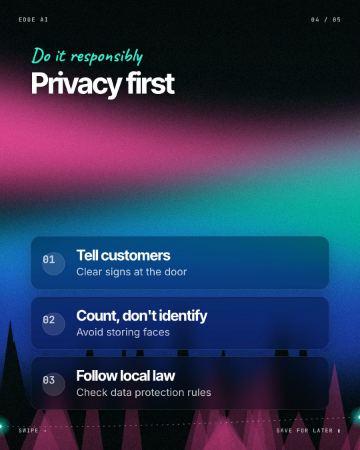 EDGE AI
04 / 05
Do it responsibly
Privacy first
01
Tell customers
Clear signs at the door
02
Count, don't identify
Avoid storing faces
03
Follow local law
Check data protection rules
SWIPE
SAVE FOR LATER